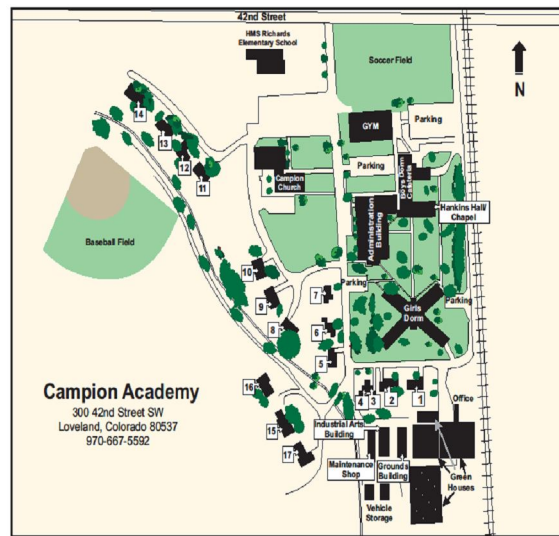 42nd Street
HMS Richards
Elementary School
Soccer Field
N
14
13
12
11
GYM
Parking
Parking
Campion
Church
Boys Dorm
Cafeteria
Hankins Hall/
Chapel
Administration
Building
Baseball Field
10
9
8
7
6
5
Parking
Girls
Dorm
Parking
Campion Academy
300 42nd Street SW
Loveland, Colorado 80537
970-667-5592
16
15
17
4
3
2
1
Office
Industrial Arts
Building
Maintenance
Shop
Grounds
Building
Green
Houses
Vehicle
Storage